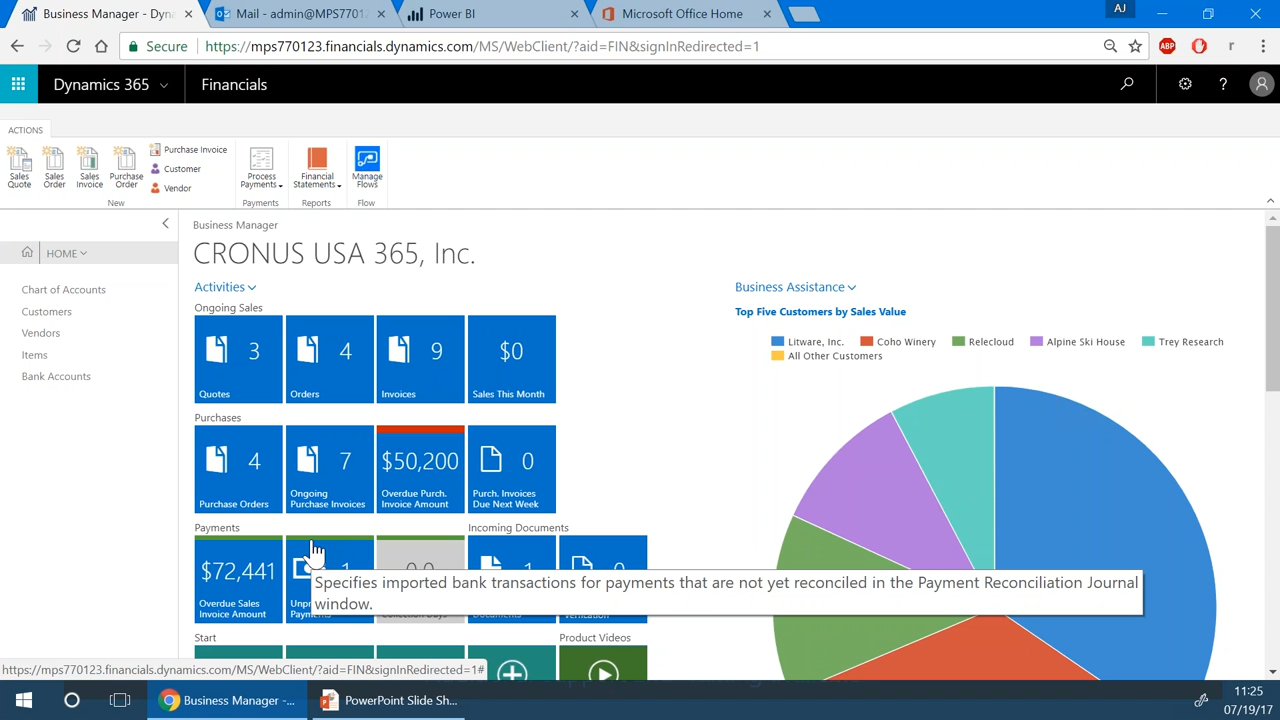 Business Manager - Dyna
Mail - admin@MPS7701
Power BI
Microsoft Office Home
AJ
Secure
https://mps770123.financials.dynamics.com/MS/WebClient/?aid=FIN&signInRedirected=1
ABP
r
Dynamics 365
Financials
?
ACTIONS
Sales Quote
Sales Order
Sales Invoice
Purchase Order
Purchase Invoice
Customer
Vendor
New
Process Payments
Payments
Financial Statements
Reports
Manage Flows
Flow
HOME
Chart of Accounts
Customers
Vendors
Items
Bank Accounts
Business Manager
CRONUS USA 365, Inc.
Activities
Ongoing Sales
3
Quotes
4
Orders
9
Invoices
$0
Sales This Month
Purchases
4
Purchase Orders
7
Ongoing
Purchase Invoices
$50,200
Overdue Purch.
Invoice Amount
0
Purch. Invoices
Due Next Week
Payments
Incoming Documents
$72,441
Overdue Sales
Invoice Amount
Specifies imported bank transactions for payments that are not yet reconciled in the Payment Reconciliation Journal
window.
Start
Product Videos
Business Assistance
Top Five Customers by Sales Value
Litware, Inc.
Coho Winery
Relecloud
Alpine Ski House
Trey Research
All Other Customers
https://mps770123.financials.dynamics.com/MS/WebClient/?aid=FIN&signInRedirected=1#
Business Manager -...
PowerPoint Slide Sh...
11:25
07/19/17